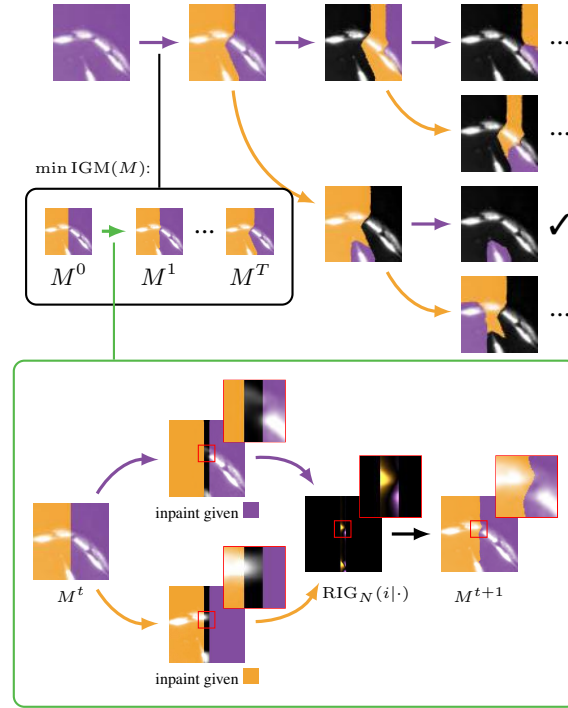 ...
...
min IGM(M):
...
✓
M^0 M^1 M^T
...
inpaint given
M^t
RIG_N(i|·)
M^{t+1}
inpaint given